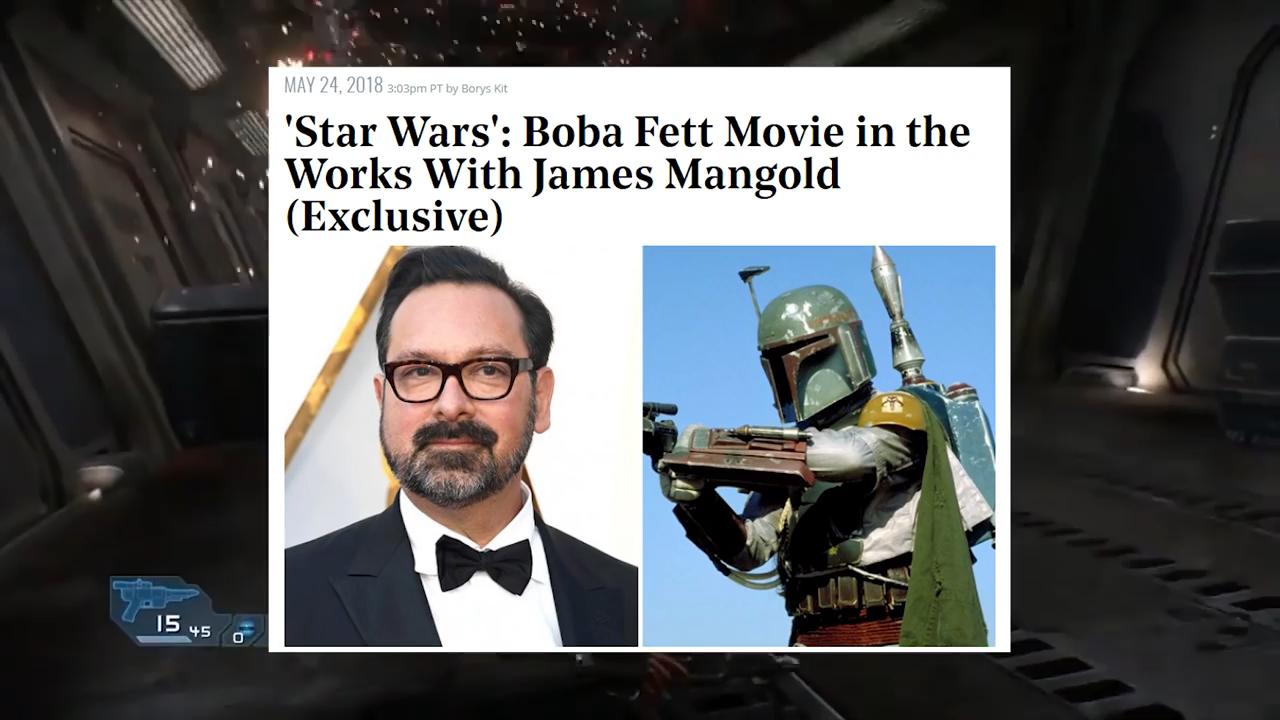 MAY 24, 2018 3:03pm PT by Borys Kit
'Star Wars': Boba Fett Movie in the
Works With James Mangold
(Exclusive)
15 45 0